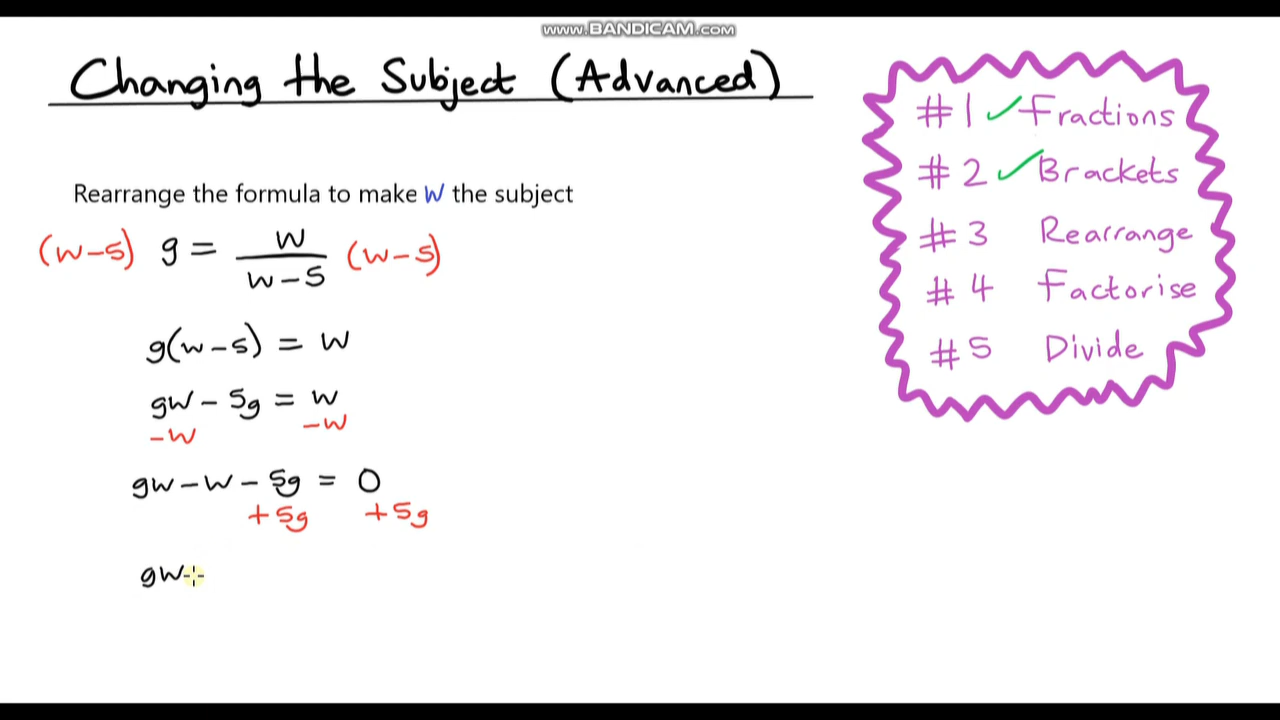 www.BANDICAM.com
Changing the Subject (Advanced)
Rearrange the formula to make W the subject
(w-5) g = w / w-5 (w-5)
g(w-5) = w
gw - 5g = w
-w -w
gw - w - 5g = 0
+5g +5g
gw-
#1 ✓ Fractions
#2 ✓ Brackets
#3 Rearrange
#4 Factorise
#5 Divide